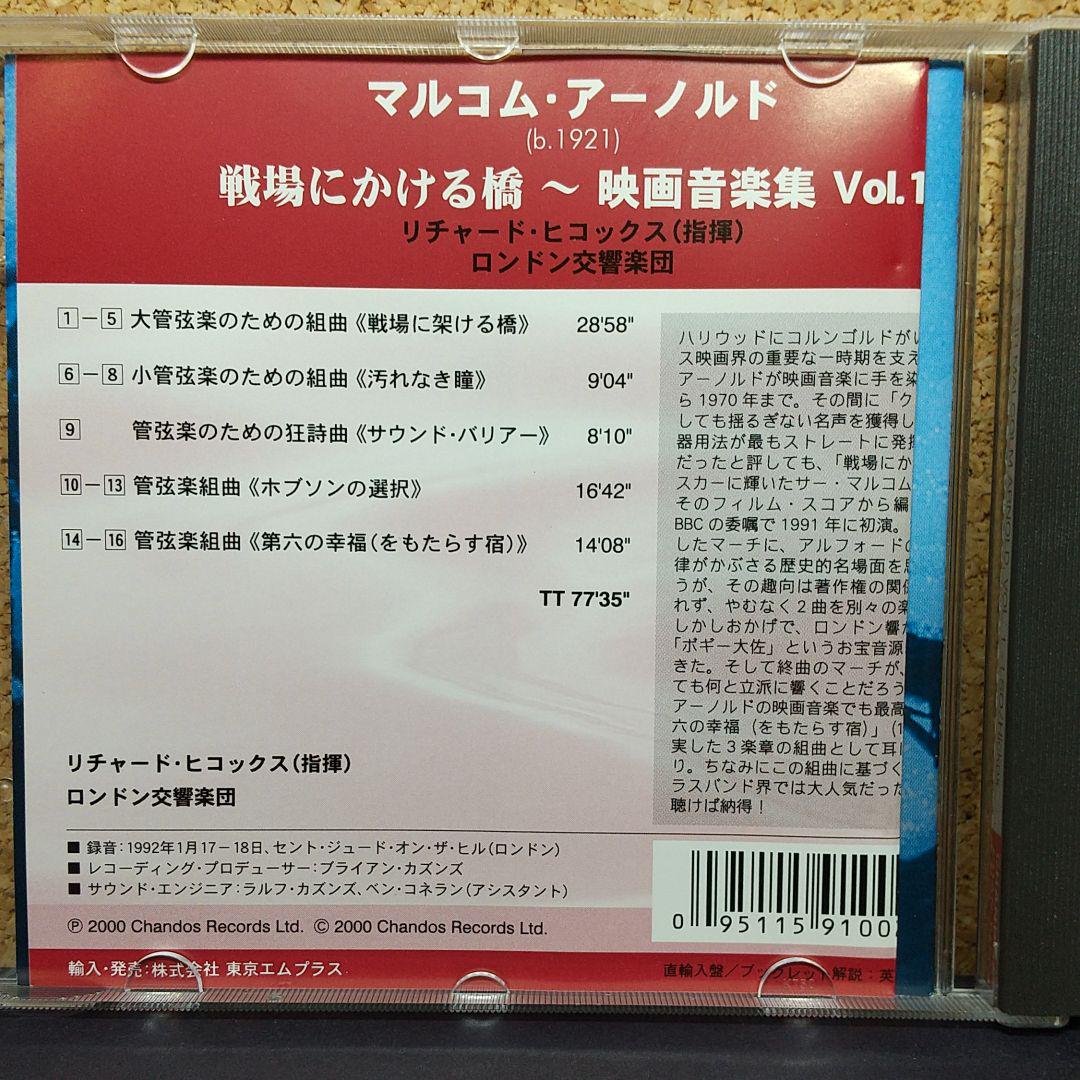 マルコム・アーノルド
(b.1921)
戦場にかける橋 ～ 映画音楽集 Vol.1
リチャード・ヒコックス(指揮)
ロンドン交響楽団
1－5 大管弦楽のための組曲《戦場に架ける橋》 28'58"
6－8 小管弦楽のための組曲《汚れなき瞳》 9'04"
9 管弦楽のための狂詩曲《サウンド・バリアー》 8'10"
10－13 管弦楽組曲《ホブソンの選択》 16'42"
14－16 管弦楽組曲《第六の幸福(をもたらす宿)》 14'08"
TT 77'35"
ハリウッドにコルンゴルドがい
ス映画界の重要な一時期を支え
アーノルドが映画音楽に手を染
ら1970年まで。その間に「ク
しても揺るぎない名声を獲得し
器用法が最もストレートに発揮
だったと評しても、「戦場にか
スカーに輝いたサー・マルコム
そのフィルム・スコアから編
BBCの委嘱で1991年に初演。
したマーチに、アルフォードの
律がかぶさる歴史的名場面を思
うが、その趣向は著作権の関係
れず、やむなく2曲を別々の楽
しかしおかげで、ロンドン響が
「ボギー大佐」というお宝音源
きた。そして終曲のマーチが、
ても何と立派に響くことだろう
アーノルドの映画音楽でも最高
六の幸福（をもたらす宿）」(1
実した3楽章の組曲として耳に
り。ちなみにこの組曲に基づく
ラスバンド界では大人気だった
聴けば納得！
リチャード・ヒコックス(指揮)
ロンドン交響楽団
■ 録音：1992年1月17－18日、セント・ジュード・オン・ザ・ヒル(ロンドン)
■ レコーディング・プロデューサー：ブライアン・カズンズ
■ サウンド・エンジニア：ラルフ・カズンズ、ベン・コネラン(アシスタント)
℗ 2000 Chandos Records Ltd. © 2000 Chandos Records Ltd.
0 95115 9100
輸入・発売：株式会社 東京エムプラス
直輸入盤／ブックレット解説：英